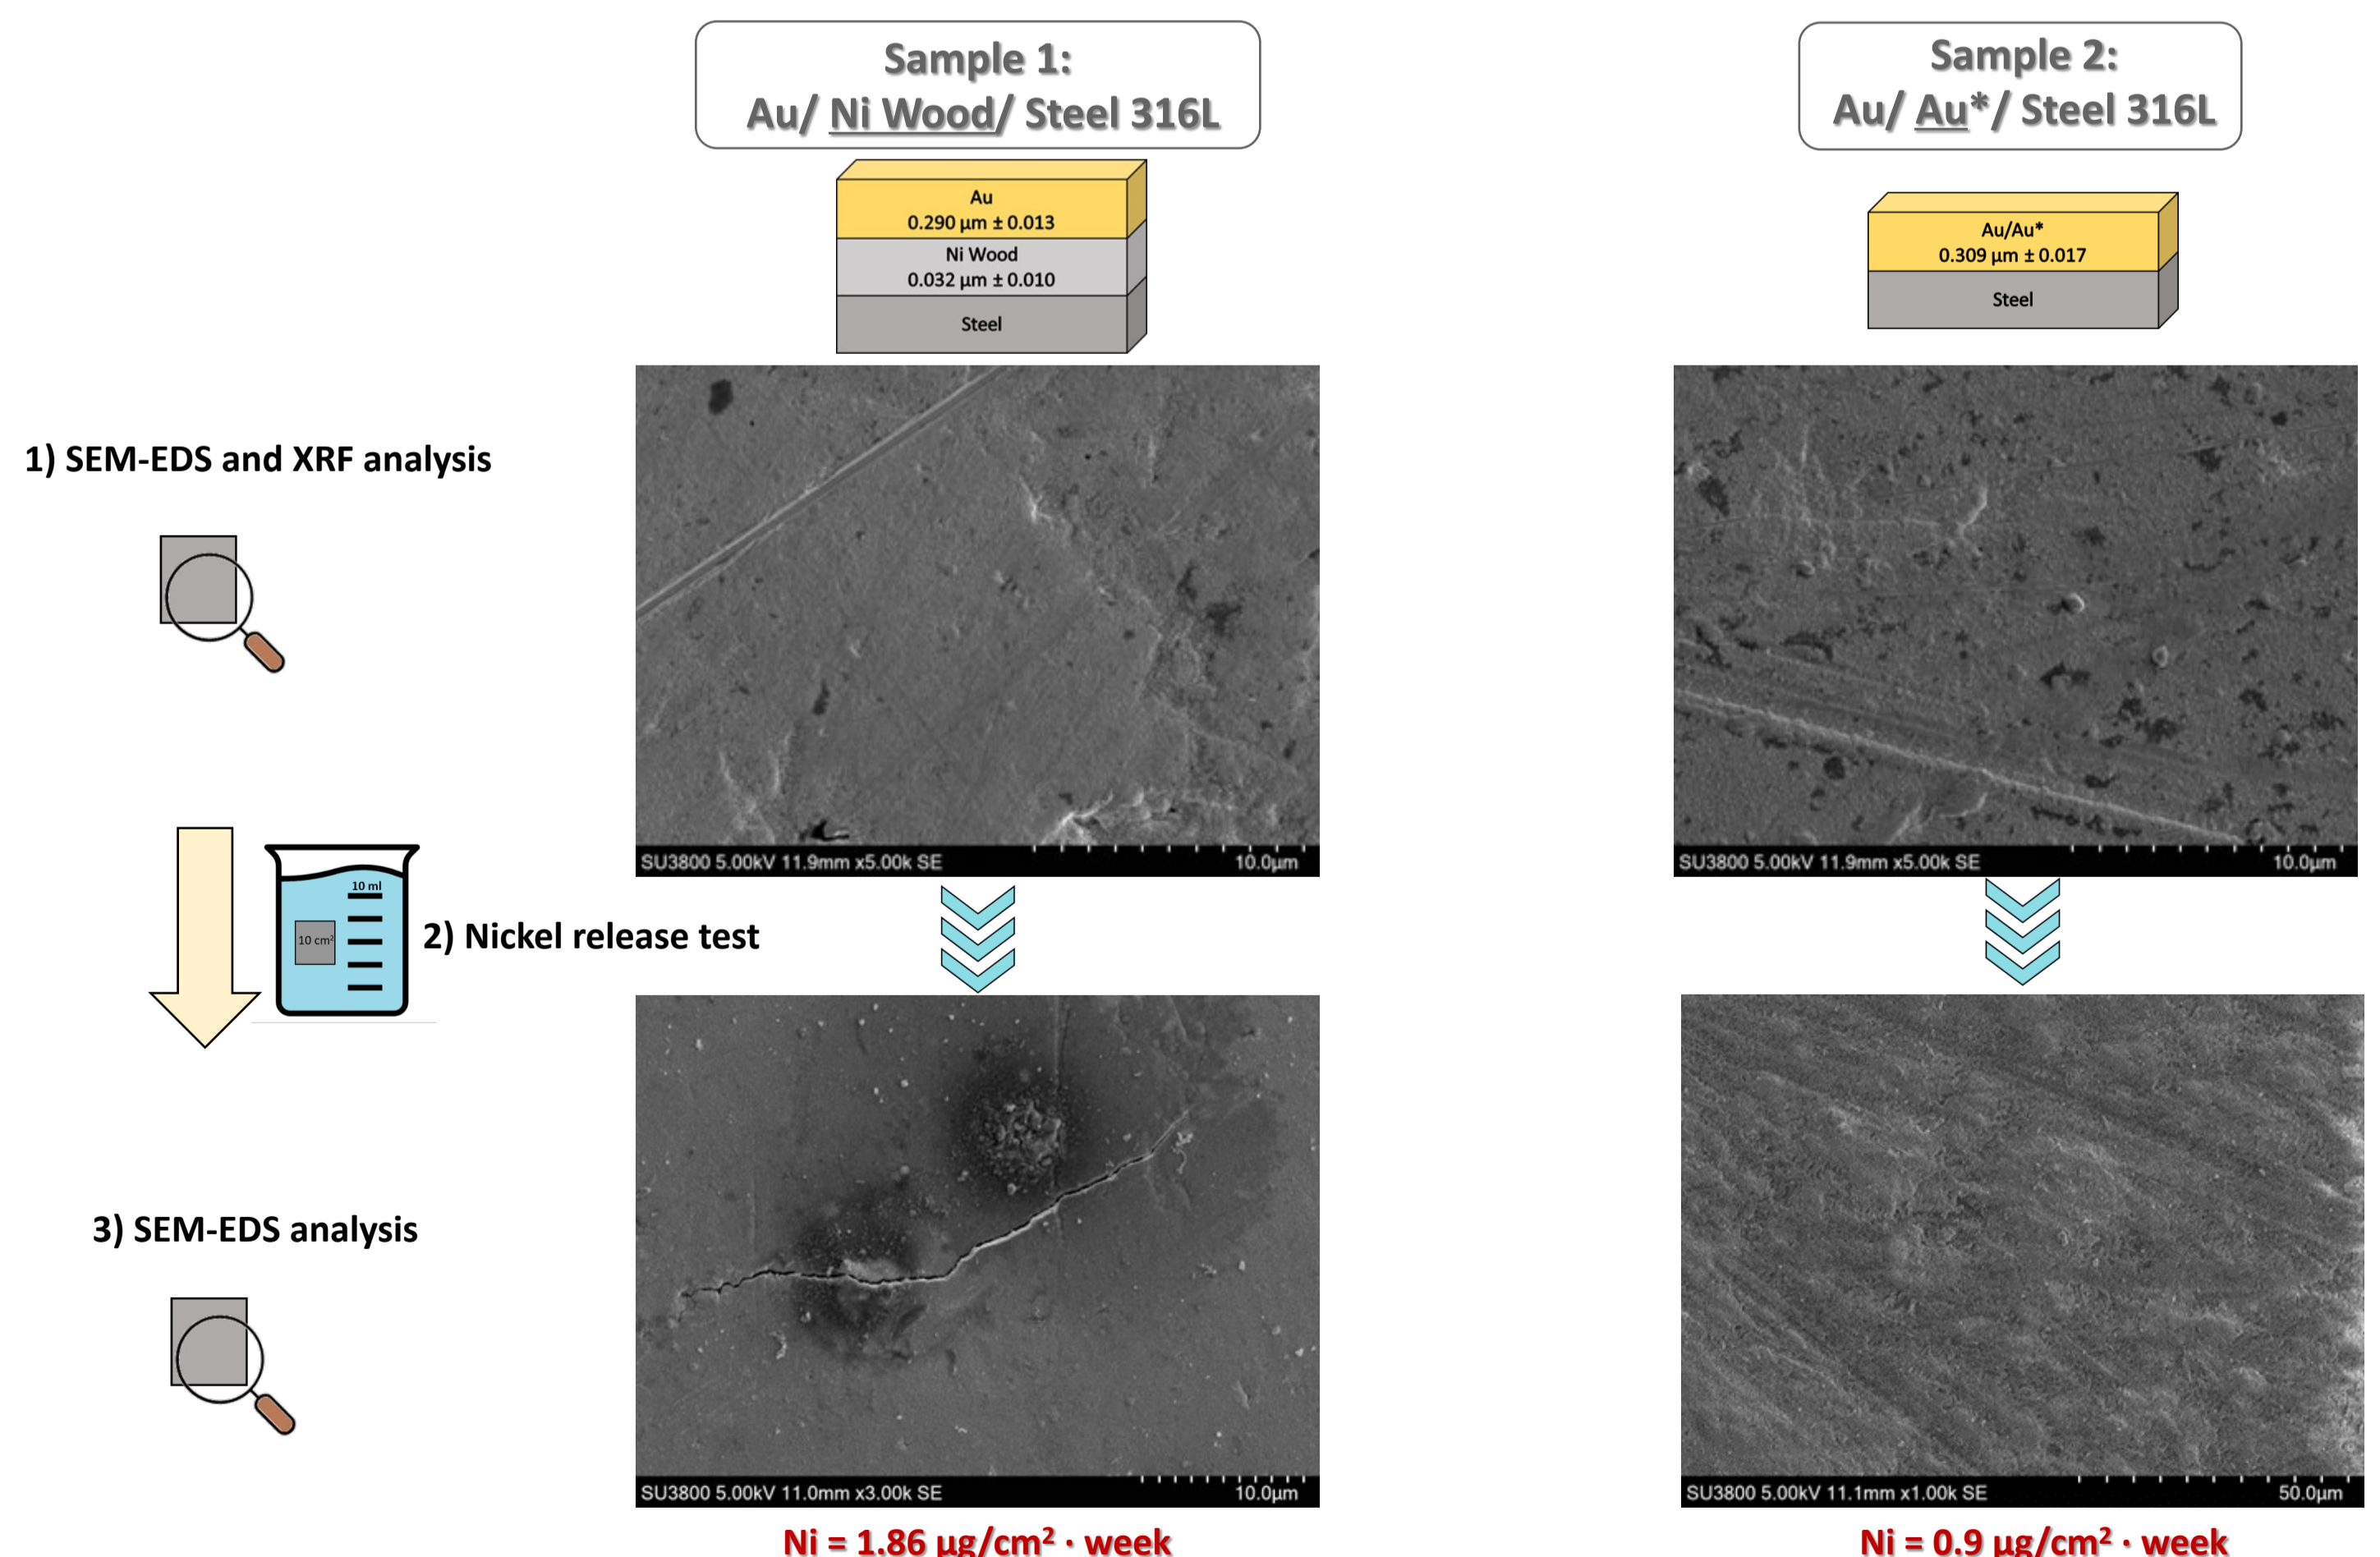 Sample 1:
Au/ Ni Wood/ Steel 316L
Sample 2:
Au/ Au*/ Steel 316L
Au
0.290 µm ± 0.013
Ni Wood
0.032 µm ± 0.010
Steel
Au/Au*
0.309 µm ± 0.017
Steel
1) SEM-EDS and XRF analysis
SU3800 5.00kV 11.9mm x5.00k SE 10.0µm
SU3800 5.00kV 11.9mm x5.00k SE 10.0µm
10 ml
10 cm²
2) Nickel release test
3) SEM-EDS analysis
SU3800 5.00kV 11.0mm x3.00k SE 10.0µm
SU3800 5.00kV 11.1mm x1.00k SE 50.0µm
Ni = 1.86 µg/cm² · week
Ni = 0.9 µg/cm² · week